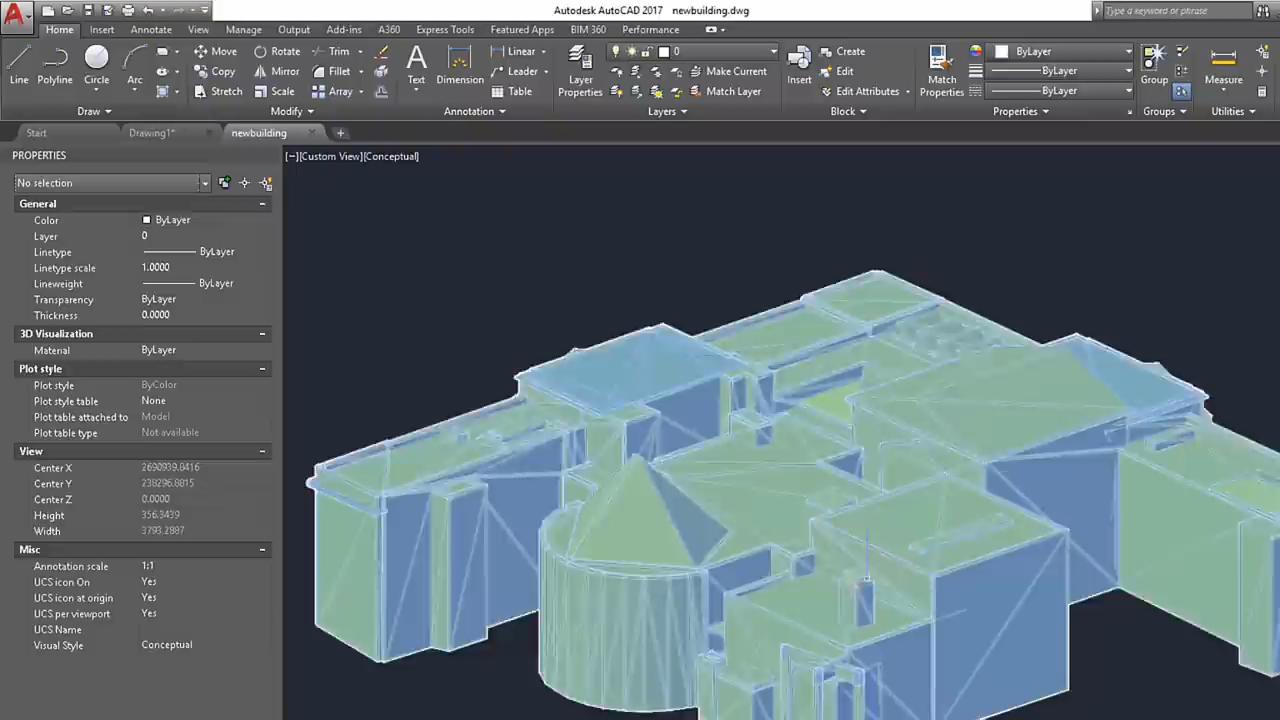 Autodesk AutoCAD 2017 newbuilding.dwg
Type a keyword or phrase
Home Insert Annotate View Manage Output Add-ins A360 Express Tools Featured Apps BIM 360 Performance
Line Polyline Circle Arc
Move Rotate Trim
Copy Mirror Fillet
Stretch Scale Array
Text Dimension
Linear
Leader
Table
Layer Properties
0
Make Current
Match Layer
Insert
Create
Edit
Edit Attributes
Match Properties
ByLayer
ByLayer
ByLayer
Group
Measure
Draw Modify Annotation Layers Block Properties Groups Utilities
Start Drawing1* newbuilding
PROPERTIES
[−][Custom View][Conceptual]
No selection
General
Color ByLayer
Layer 0
Linetype ByLayer
Linetype scale 1.0000
Lineweight ByLayer
Transparency ByLayer
Thickness 0.0000
3D Visualization
Material ByLayer
Plot style
Plot style ByColor
Plot style table None
Plot table attached to Model
Plot table type Not available
View
Center X 2690939.8416
Center Y 238296.8815
Center Z 0.0000
Height 356.3439
Width 3793.2887
Misc
Annotation scale 1:1
UCS icon On Yes
UCS icon at origin Yes
UCS per viewport Yes
UCS Name
Visual Style Conceptual